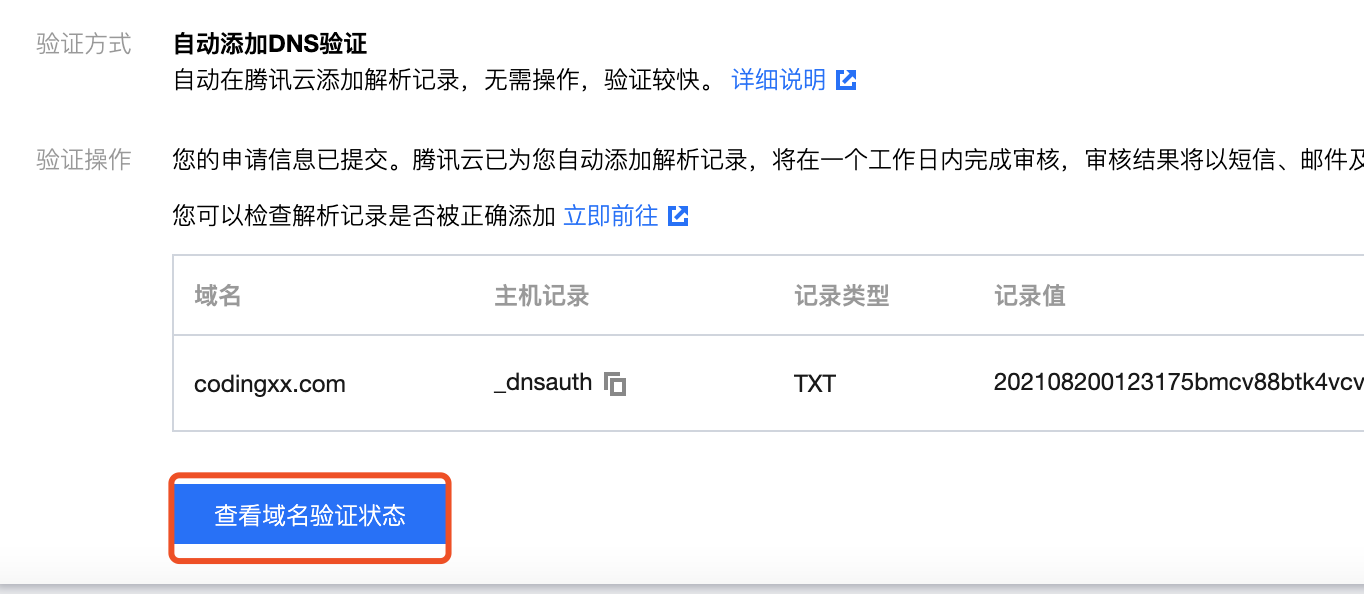 验证方式 自动添加DNS验证
自动在腾讯云添加解析记录，无需操作，验证较快。 详细说明
验证操作 您的申请信息已提交。腾讯云已为您自动添加解析记录，将在一个工作日内完成审核，审核结果将以短信、邮件及
您可以检查解析记录是否被正确添加 立即前往
域名 主机记录 记录类型 记录值
codingxx.com _dnsauth TXT 202108200123175bmcv88btk4vcv
查看域名验证状态